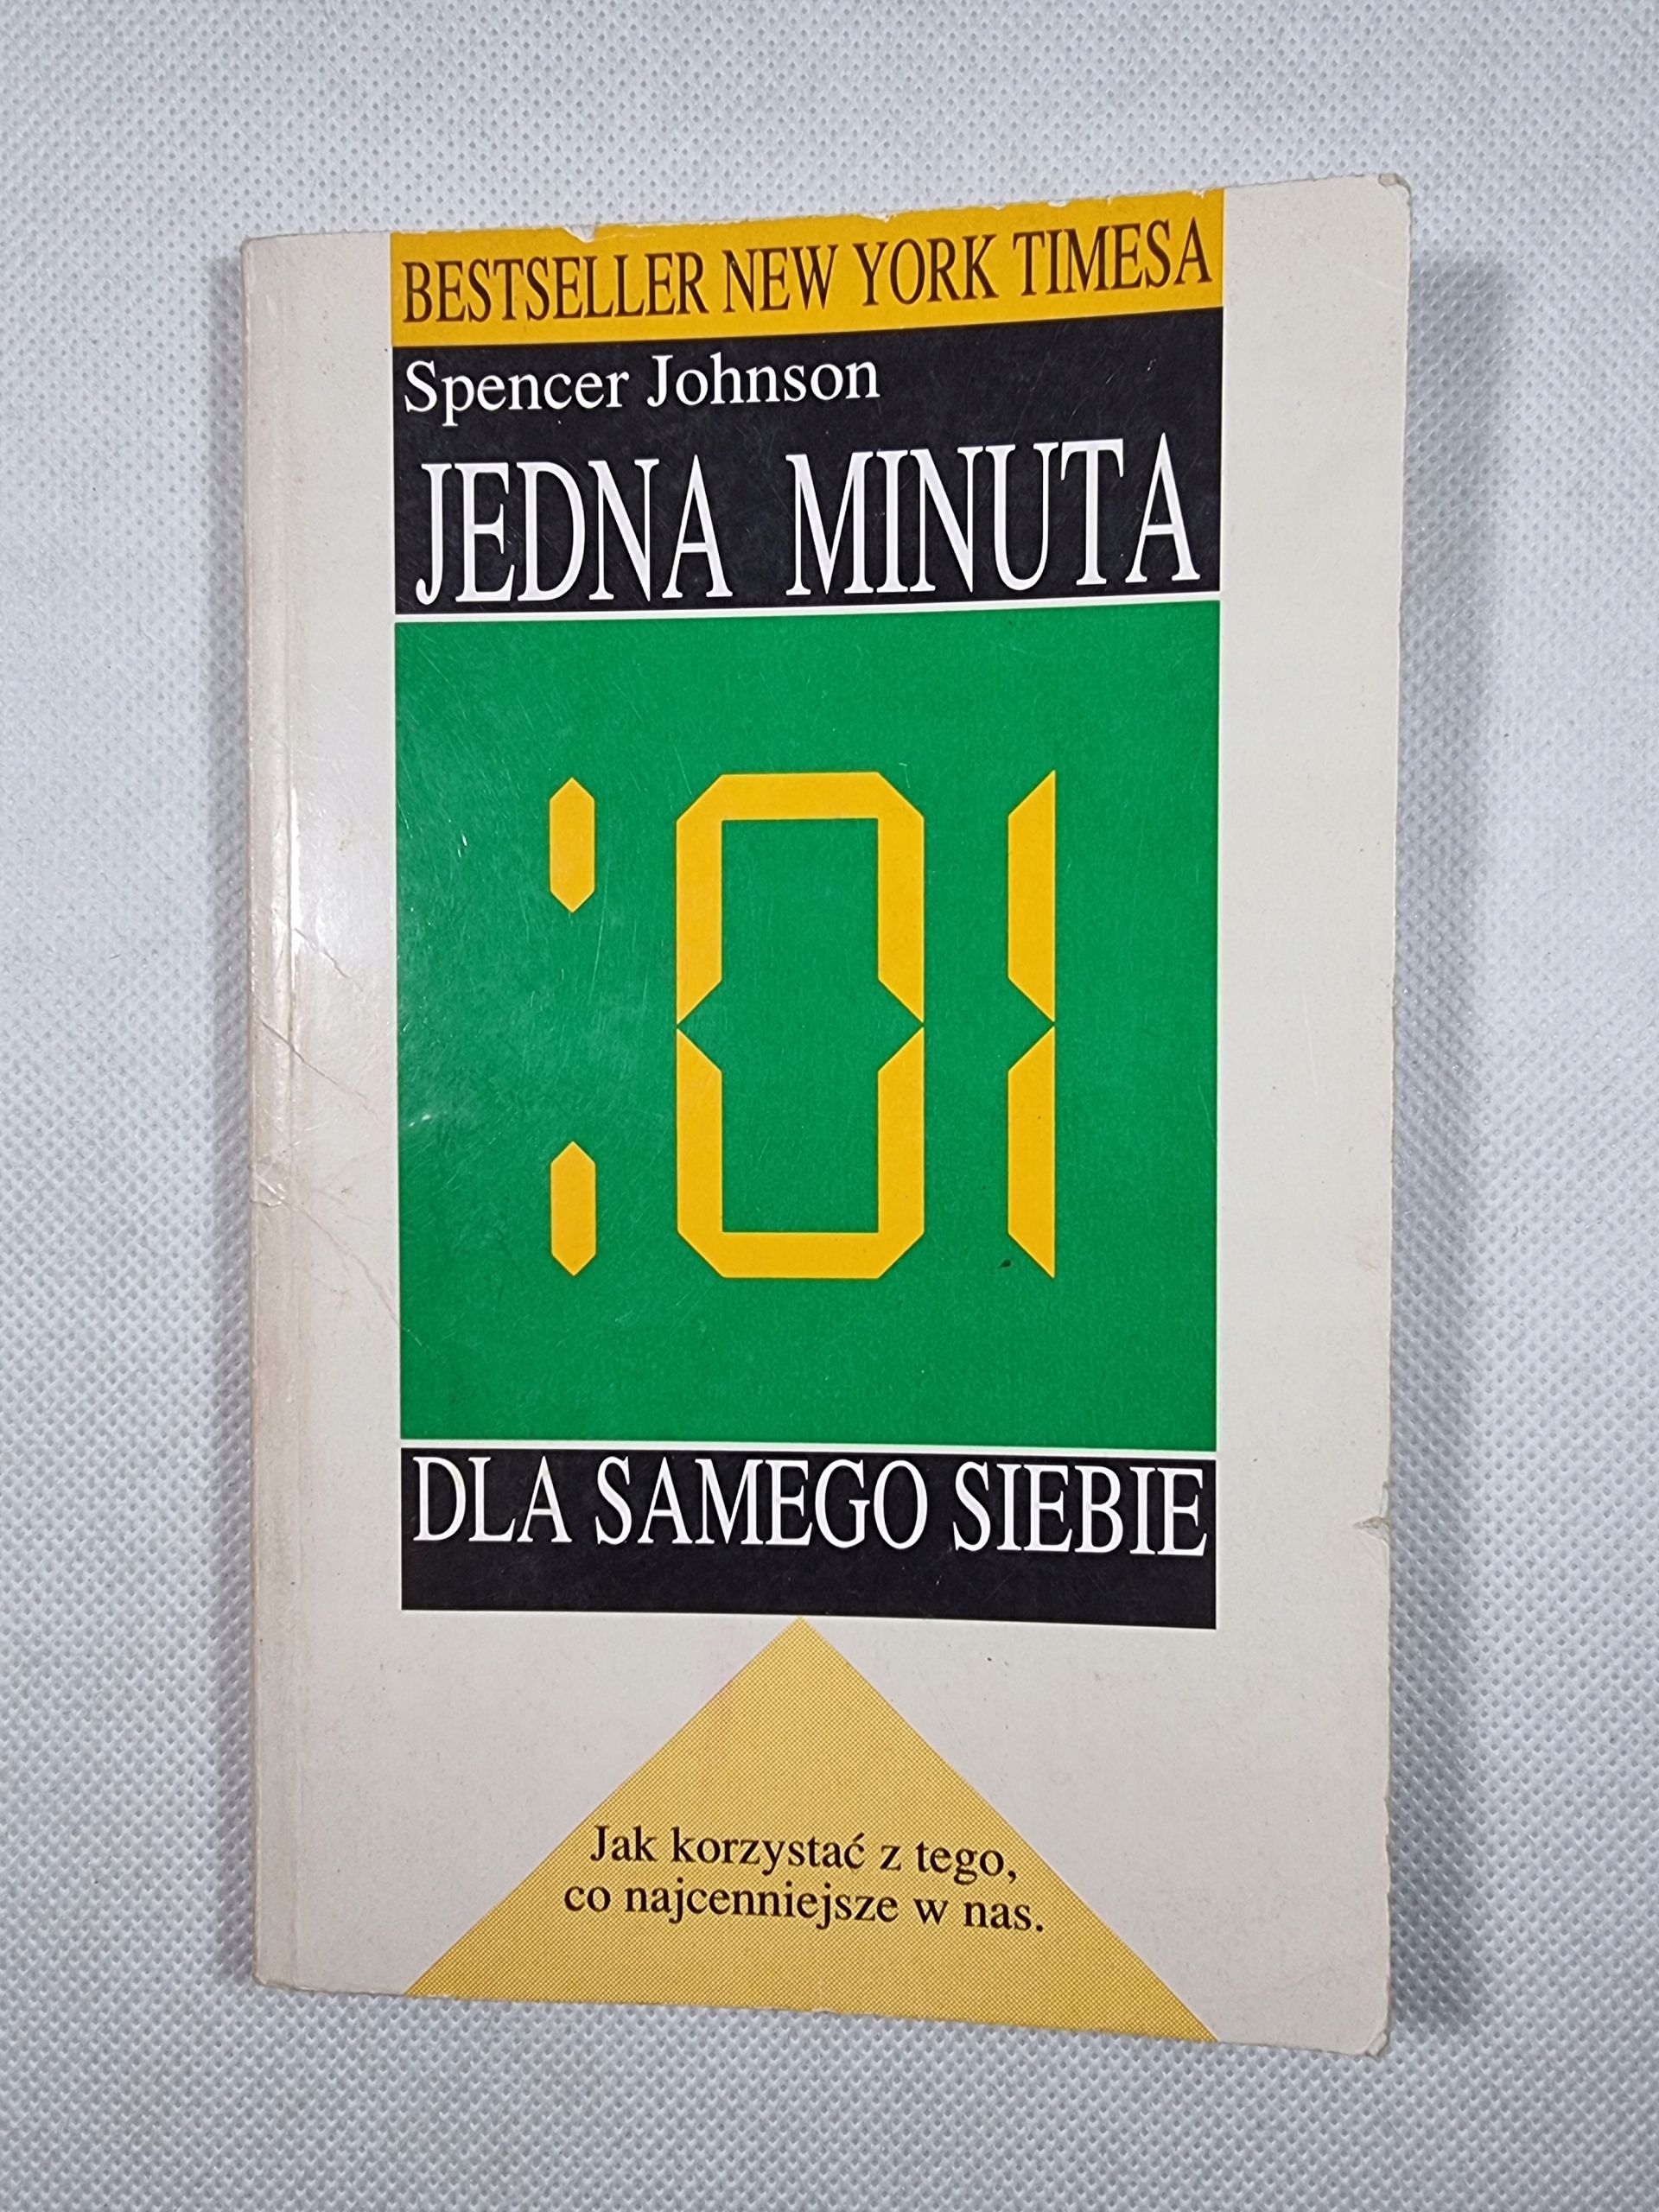 BESTSELLER NEW YORK TIMESA
Spencer Johnson
JEDNA MINUTA
:01
DLA SAMEGO SIEBIE
Jak korzystać z tego,
co najcenniejsze w nas.